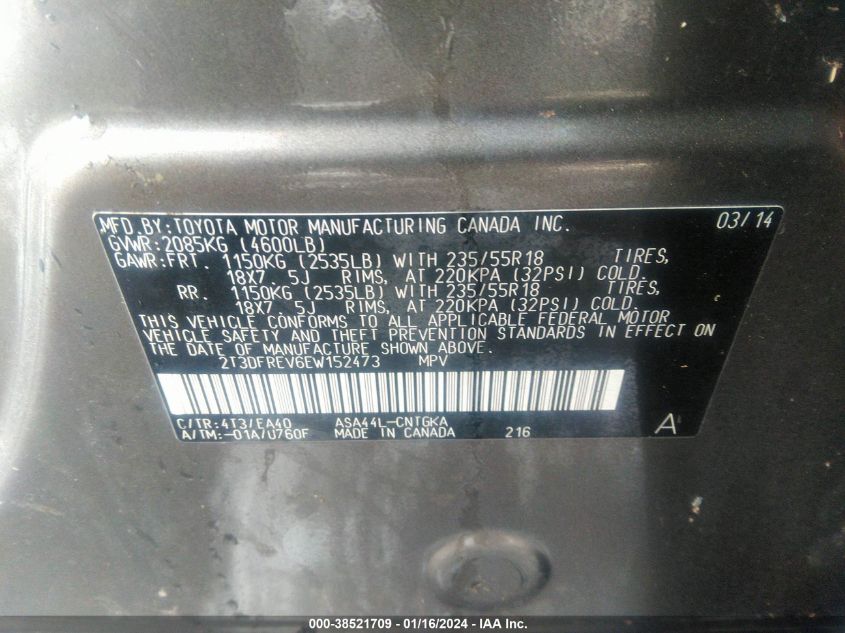 MFD.BY:TOYOTA MOTOR MANUFACTURING CANADA INC. 03/14
GVWR:2085KG (4600LB)
GAWR:FRT. 1150KG (2535LB) WITH 235/55R18 TIRES,
18X7.5J RIMS, AT 220KPA (32PSI) COLD.
RR. 1150KG (2535LB) WITH 235/55R18 TIRES,
18X7.5J RIMS, AT 220KPA (32PSI) COLD.
THIS VEHICLE CONFORMS TO ALL APPLICABLE FEDERAL MOTOR
VEHICLE SAFETY AND THEFT PREVENTION STANDARDS IN EFFECT ON
THE DATE OF MANUFACTURE SHOWN ABOVE.
2T3DFREV6EW152473 MPV
C/TR:4T3/EA40 ASA44L-CNTGKA A
A/TM:-01A/U760F MADE IN CANADA 216
000-38521709 - 01/16/2024 - IAA Inc.